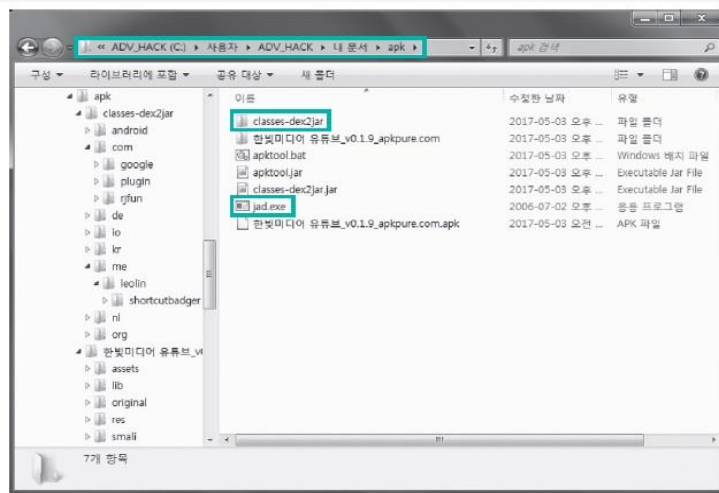 « ADV_HACK (C:) ▸ 사용자 ▸ ADV_HACK ▸ 내 문서 ▸ apk ▸
apk 검색
구성 라이브러리에 포함 공유 대상 새 폴더
apk
classes-dex2jar
android
com
google
plugin
rjfun
de
io
kr
me
leolin
shortcutbadger
nl
org
한빛미디어 유튜브_v
assets
lib
original
res
smali
이름 수정한 날짜 유형
classes-dex2jar 2017-05-03 오후 ... 파일 폴더
한빛미디어 유튜브_v0.1.9_apkpure.com 2017-05-03 오후 ... 파일 폴더
apktool.bat 2017-05-03 오후 ... Windows 배치 파일
apktool.jar 2017-05-03 오후 ... Executable Jar File
classes-dex2jar.jar 2017-05-03 오후 ... Executable Jar File
jad.exe 2006-07-02 오후 ... 응용 프로그램
한빛미디어 유튜브_v0.1.9_apkpure.com.apk 2017-05-03 오전 ... APK 파일
7개 항목